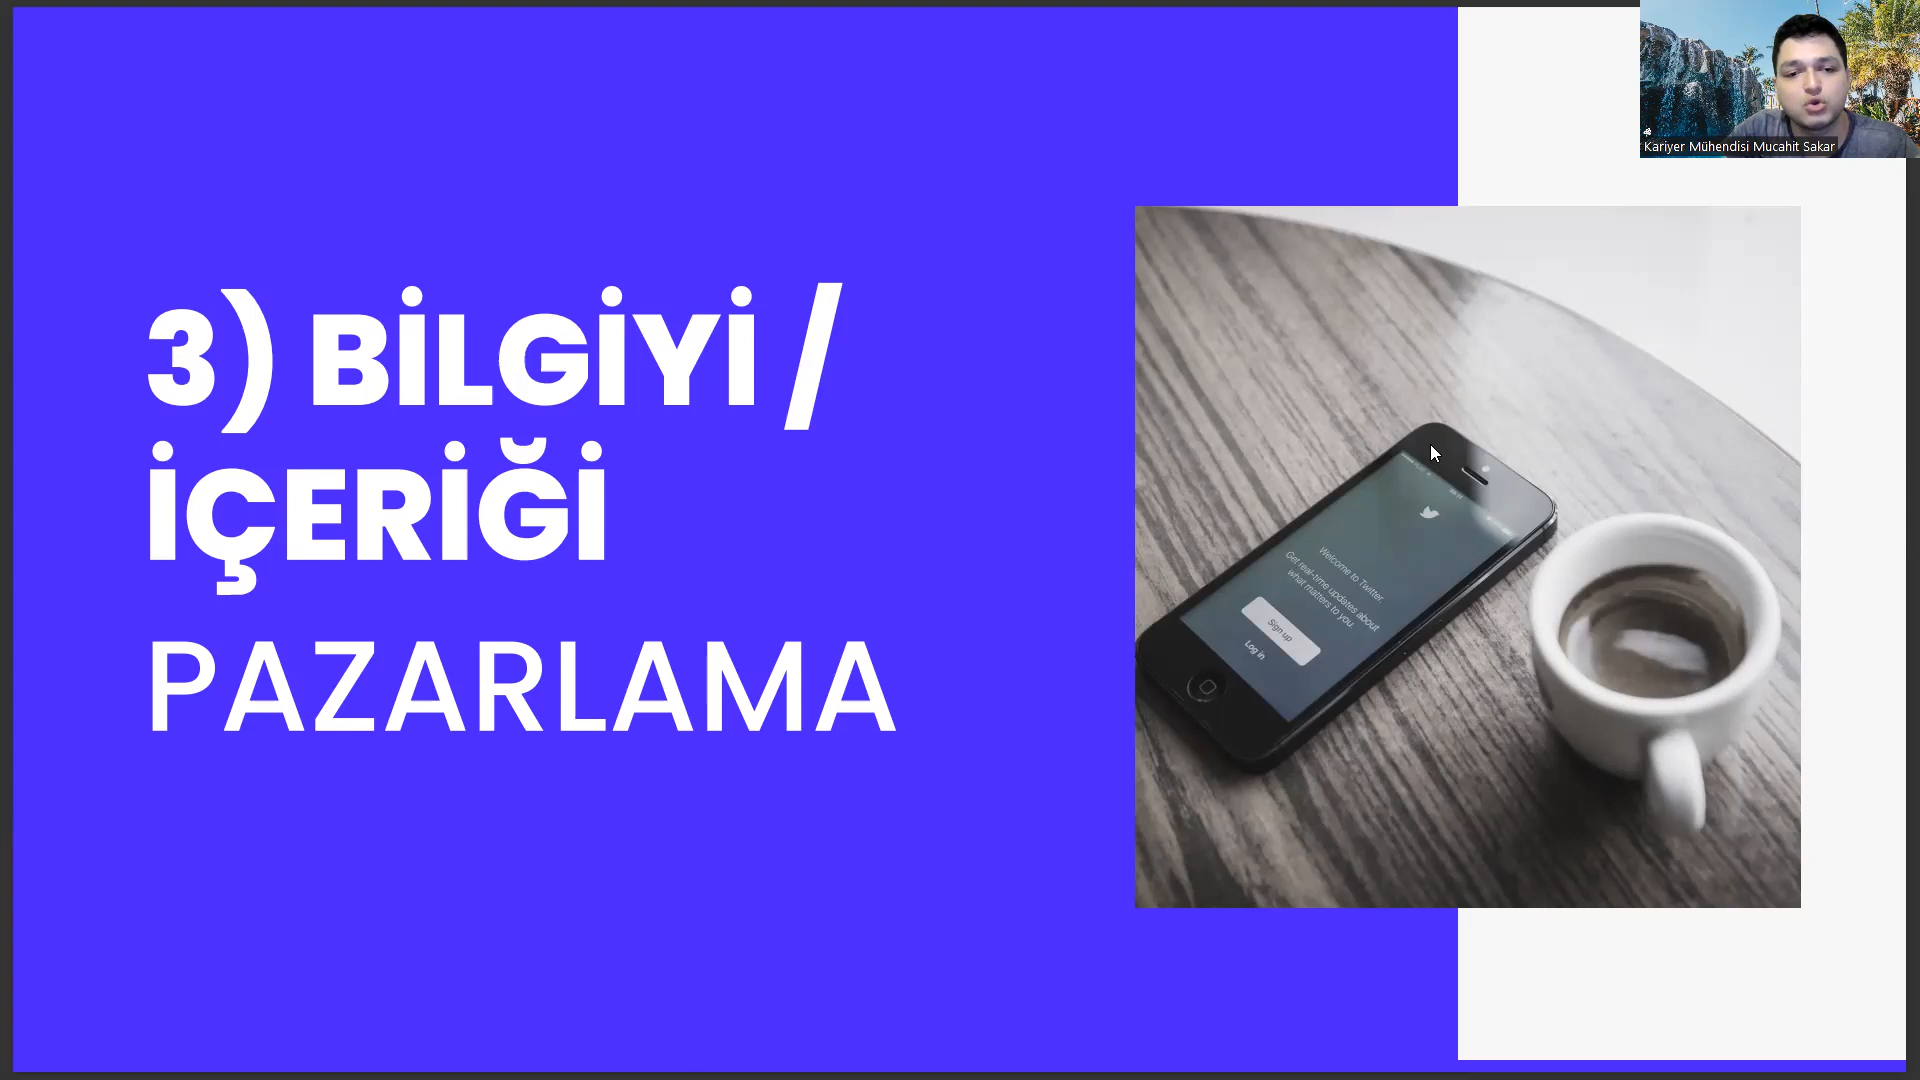 3) BİLGİYİ /
İÇERİĞİ
PAZARLAMA
Kariyer Mühendisi Mucahit Sakar
Welcome to Twitter.
Get real-time updates about
what matters to you.
Sign up
Log in